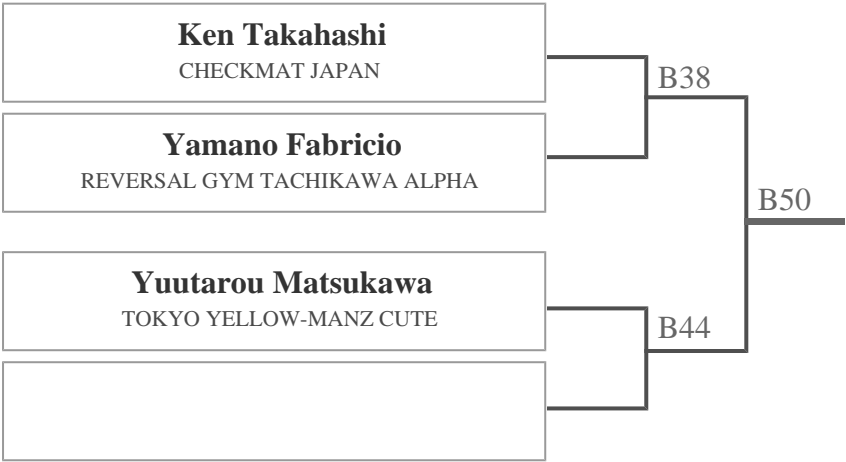 Ken Takahashi
CHECKMAT JAPAN
B38
Yamano Fabricio
REVERSAL GYM TACHIKAWA ALPHA
B50
Yuutarou Matsukawa
TOKYO YELLOW-MANZ CUTE
B44